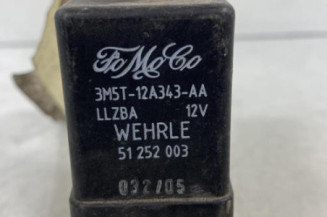 FoMoCo
3M5T-12A343-AA
LLZBA 12V
WEHRLE
51 252 003
032/05